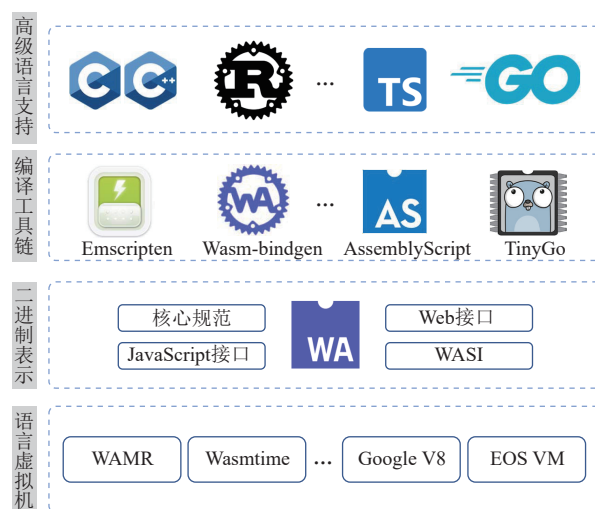 高级语言支持
C C++ R ... TS GO
编译工具链
WA ... AS
Emscripten Wasm-bindgen AssemblyScript TinyGo
二进制表示
核心规范 Web接口
WA
JavaScript接口 WASI
语言虚拟机
WAMR Wasmtime ... Google V8 EOS VM